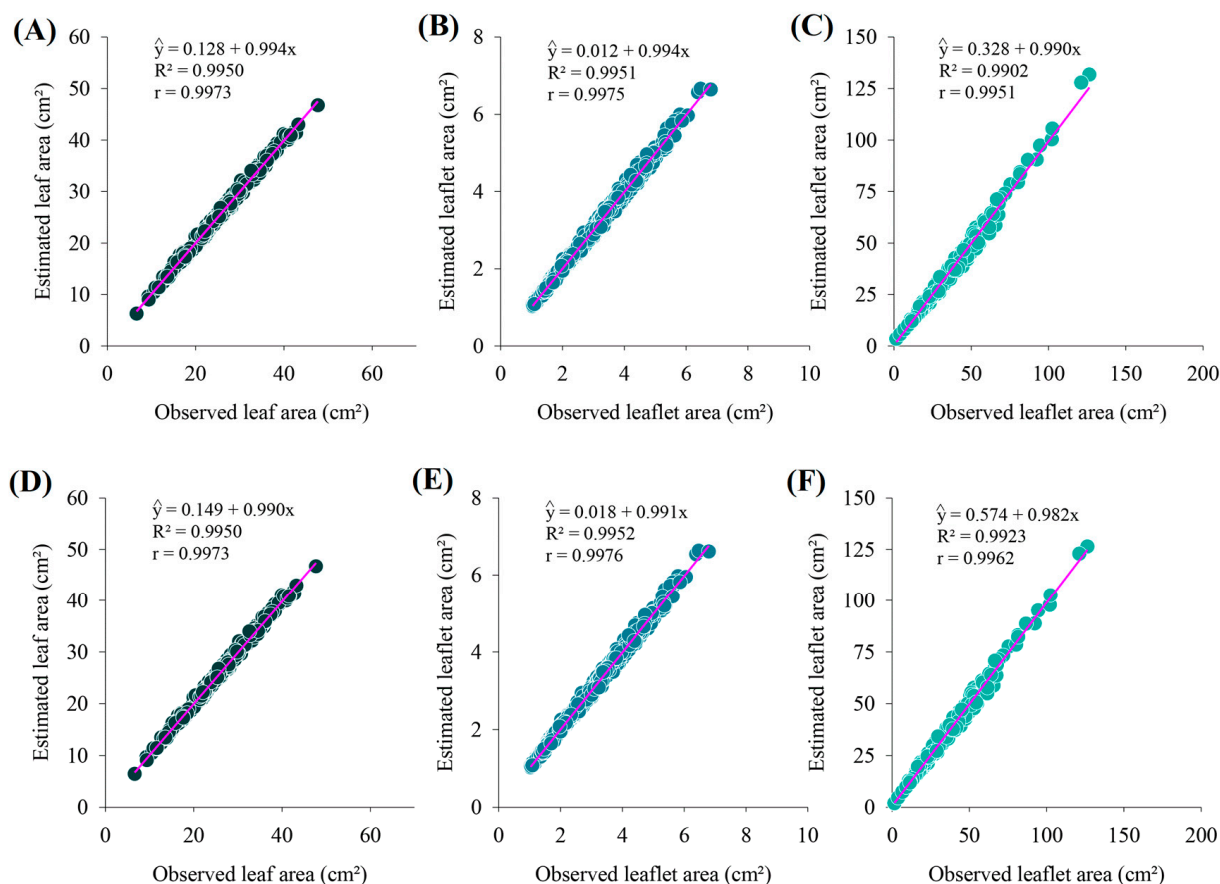 (A)
ŷ = 0.128 + 0.994x
R² = 0.9950
r = 0.9973
Estimated leaf area (cm²)
60
50
40
30
20
10
0
0 20 40 60
Observed leaf area (cm²)
(B)
ŷ = 0.012 + 0.994x
R² = 0.9951
r = 0.9975
Estimated leaflet area (cm²)
8
6
4
2
0
0 2 4 6 8 10
Observed leaflet area (cm²)
(C)
ŷ = 0.328 + 0.990x
R² = 0.9902
r = 0.9951
Estimated leaflet area (cm²)
150
125
100
75
50
25
0
0 50 100 150 200
Observed leaflet area (cm²)
(D)
ŷ = 0.149 + 0.990x
R² = 0.9950
r = 0.9973
Estimated leaf area (cm²)
60
50
40
30
20
10
0
0 20 40 60
Observed leaf area (cm²)
(E)
ŷ = 0.018 + 0.991x
R² = 0.9952
r = 0.9976
Estimated leaflet area (cm²)
8
6
4
2
0
0 2 4 6 8 10
Observed leaflet area (cm²)
(F)
ŷ = 0.574 + 0.982x
R² = 0.9923
r = 0.9962
Estimated leaflet area (cm²)
150
125
100
75
50
25
0
0 50 100 150 200
Observed leaflet area (cm²)